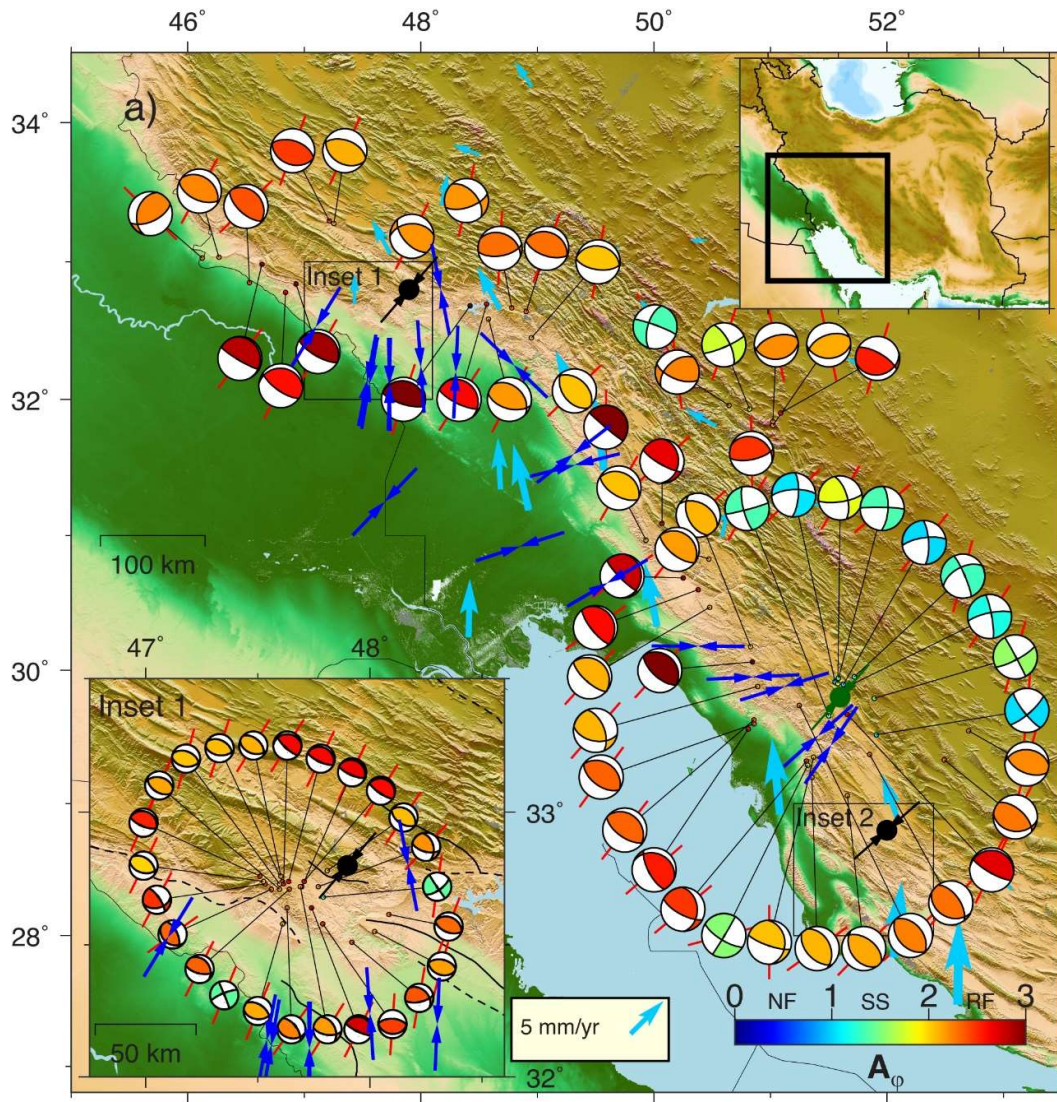 46° 48° 50° 52°
a)
34°
Inset 1
32°
100 km
47° 48°
30°
Inset 1
33°
Inset 2
28°
0 1 2 3
NF SS RF
5 mm/yr
50 km
32°
Aφ